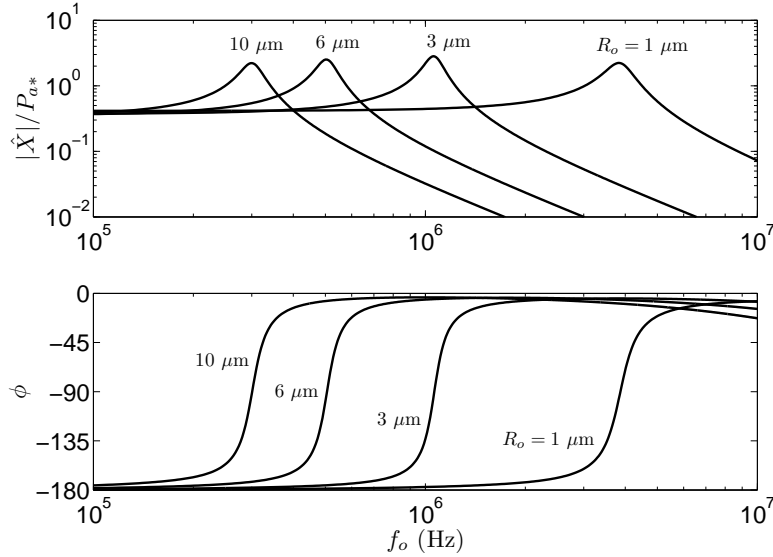 10 μm
6 μm
3 μm
R_o = 1 μm
|X̂|/P_{a*}
10^1
10^0
10^{-1}
10^{-2}
10^5
10^6
10^7
0
−45
−90
−135
−180
ϕ
10 μm
6 μm
3 μm
R_o = 1 μm
10^5
10^6
10^7
f_o (Hz)